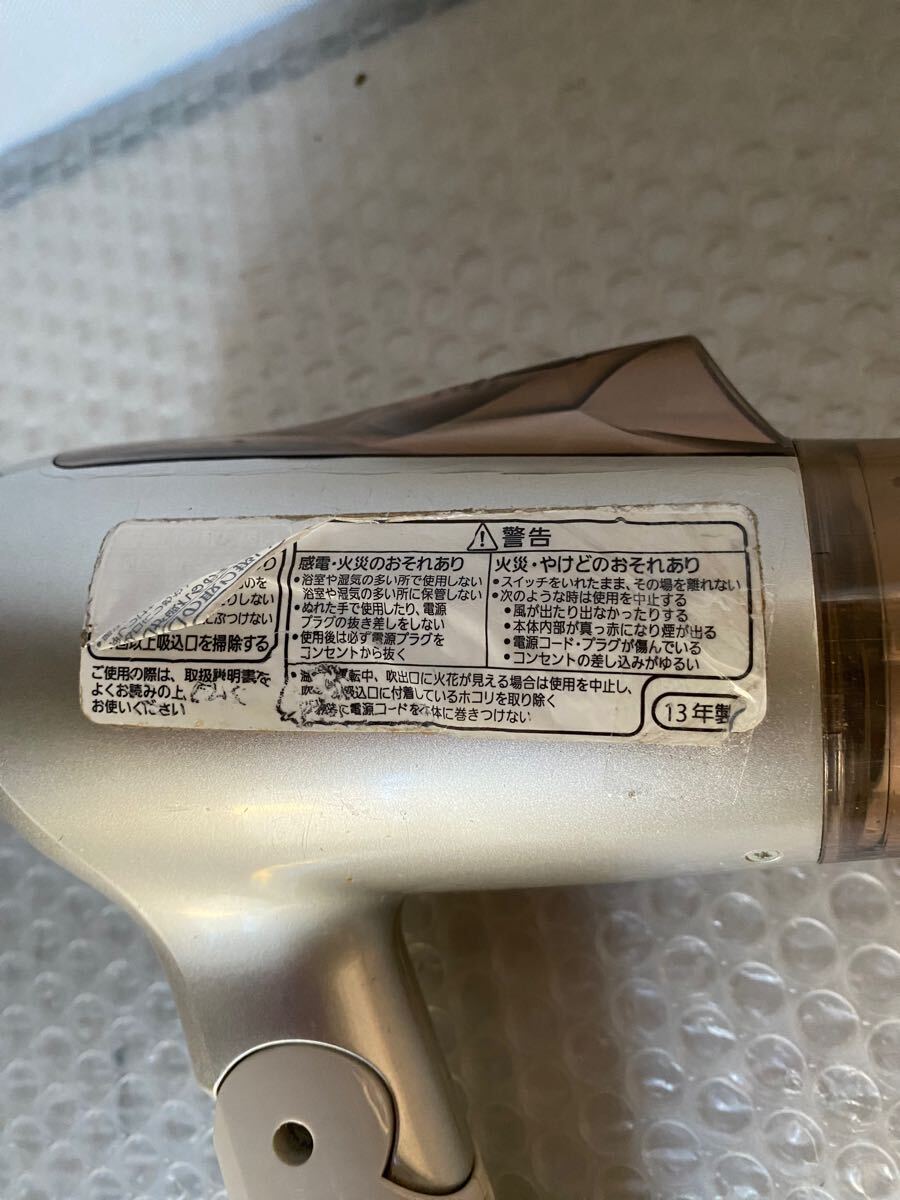 警告
感電・火災のおそれあり
・浴室や湿気の多い所で使用しない
浴室や湿気の多い所に保管しない
・ぬれた手で使用したり、電源
プラグの抜き差しをしない
・使用後は必ず電源プラグを
コンセントから抜く
火災・やけどのおそれあり
・スイッチをいれたまま、その場を離れない
・次のような時は使用を中止する
・風が出たり出なかったりする
・本体内部が真っ赤になり煙が出る
・電源コード・プラグが傷んでいる
・コンセントの差し込みがゆるい
り
のを
りしない
ぶつけない
以上吸込口を掃除する
ご使用の際は、取扱説明書を
よくお読みの上、
お使いください
転中、吹出口に火花が見える場合は使用を中止し、
吸込口に付着しているホコリを取り除く
に電源コードを本体に巻きつけない
13年製